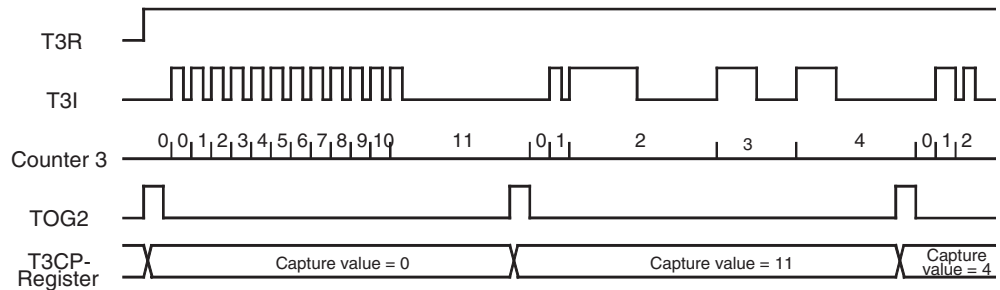 T3R
T3I
Counter 3
0 0 1 2 3 4 5 6 7 8 9 10 11 0 1 2 3 4 0 1 2
TOG2
T3CP-
Register
Capture value = 0
Capture value = 11
Capture
value = 4